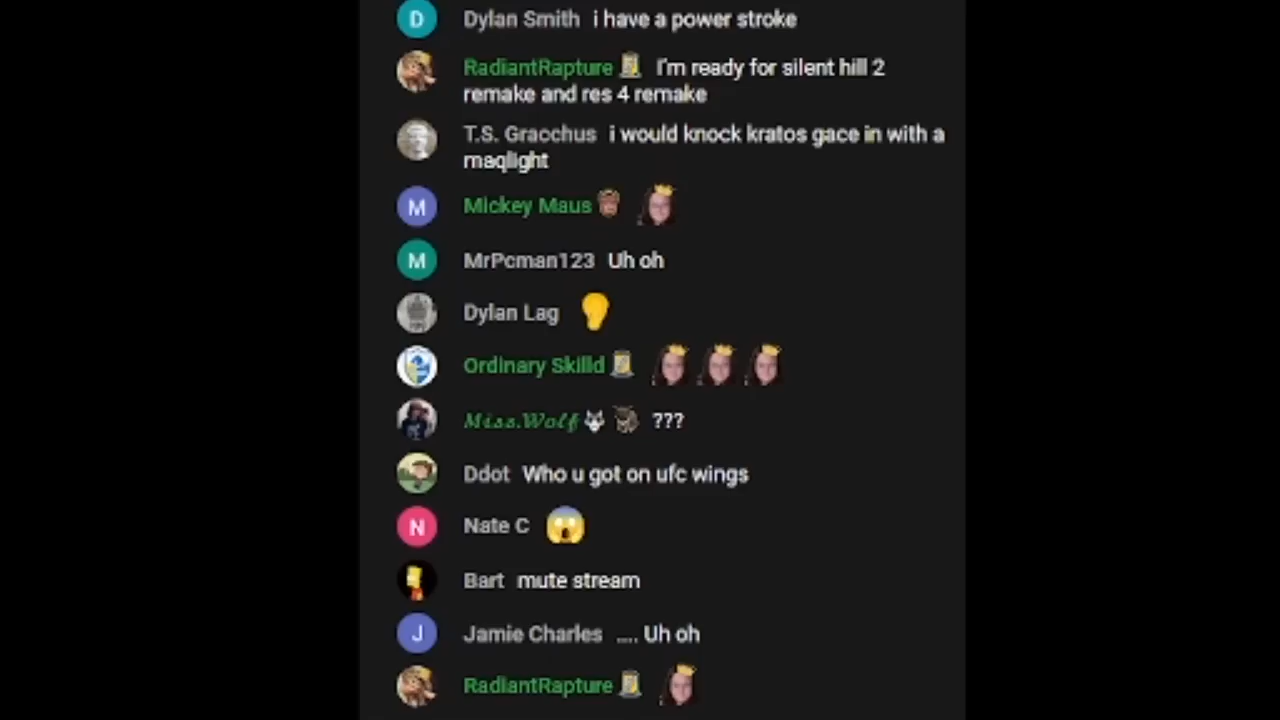 D Dylan Smith i have a power stroke
RadiantRapture I'm ready for silent hill 2
remake and res 4 remake
T.S. Gracchus i would knock kratos gace in with a
maqlight
M Mickey Maus
M MrPcman123 Uh oh
Dylan Lag
Ordinary Skilld
Miss.Wolf ???
Ddot Who u got on ufc wings
N Nate C
Bart mute stream
J Jamie Charles .... Uh oh
RadiantRapture